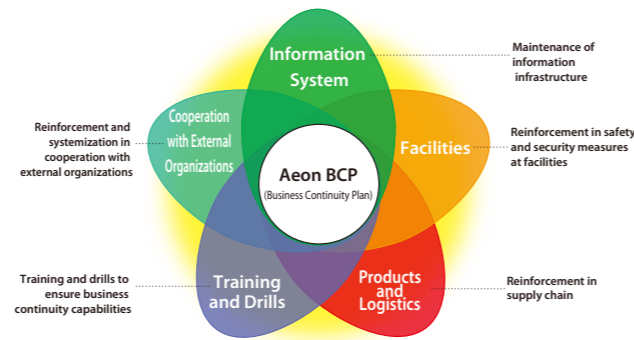 Information
System
Maintenance of
information
infrastructure
Cooperation
with External
Organizations
Reinforcement and
systemization in
cooperation with
external organizations
Aeon BCP
(Business Continuity Plan)
Facilities
Reinforcement in safety
and security measures
at facilities
Training
and Drills
Training and drills to
ensure business
continuity capabilities
Products
and
Logistics
Reinforcement in
supply chain